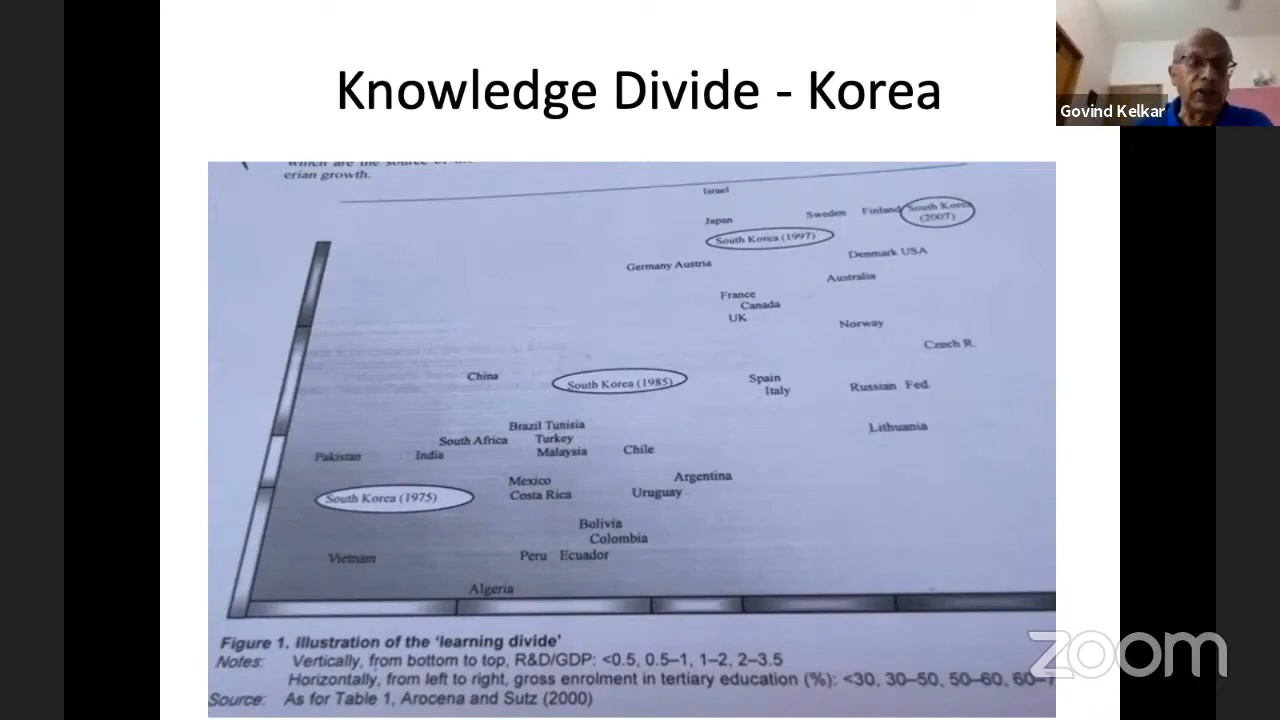 Knowledge Divide - Korea
Govind Kelkar
erian growth.
Israel
Japan Sweden Finland South Korea
(2007)
South Korea (1997)
Denmark USA
Germany Austria
Australia
France
Canada
UK
Norway
Czech R.
China
South Korea (1985)
Spain
Italy
Russian Fed.
Brazil Tunisia
Lithuania
South Africa Turkey
Pakistan India Malaysia Chile
Mexico Argentina
South Korea (1975) Costa Rica Uruguay
Bolivia
Colombia
Vietnam Peru Ecuador
Algeria
Figure 1. Illustration of the 'learning divide'
Notes: Vertically, from bottom to top, R&D/GDP: <0.5, 0.5–1, 1–2, 2–3.5
Horizontally, from left to right, gross enrolment in tertiary education (%): <30, 30–50, 50–60,
Source: As for Table 1, Arocena and Sutz (2000)
zoom